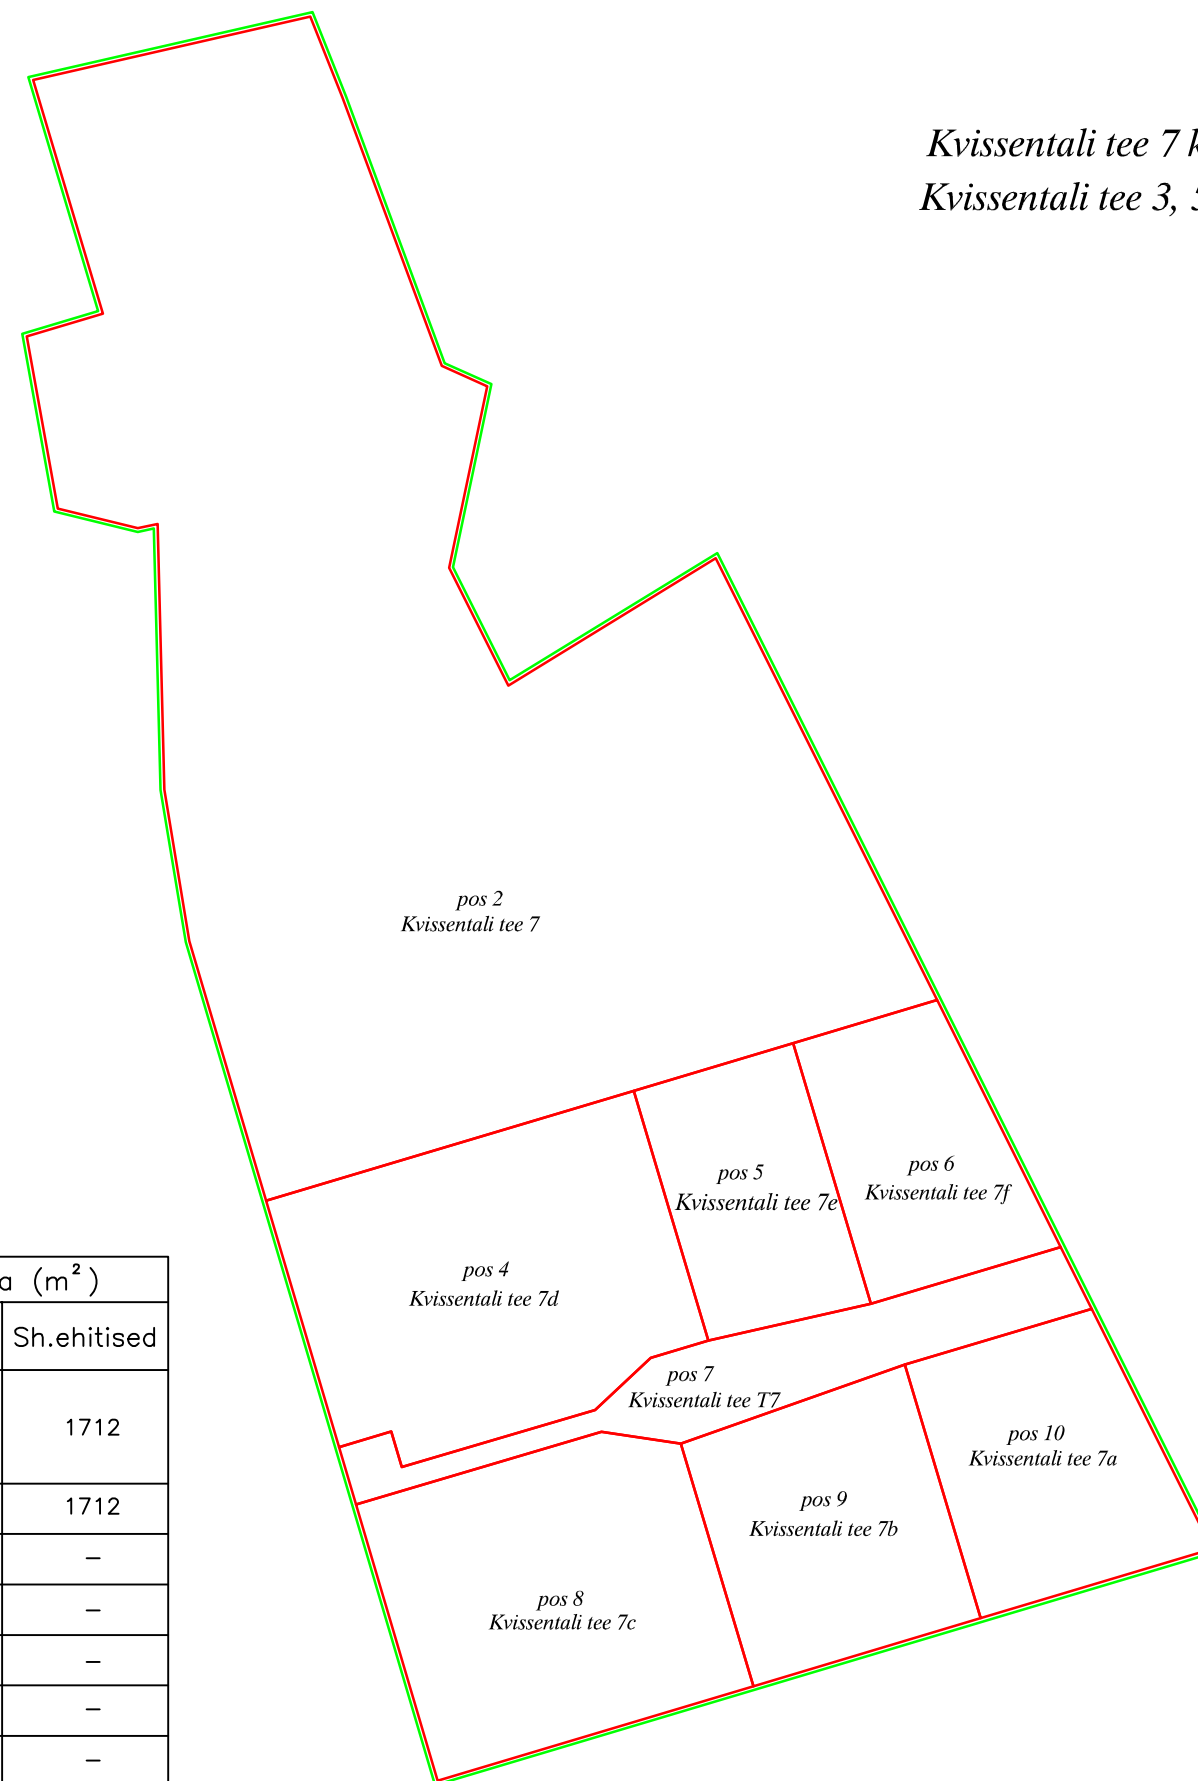 Kvissentali tee 7
Kvissentali tee 3,
pos 2
Kvissentali tee 7
pos 5
Kvissentali tee 7e
pos 6
Kvissentali tee 7f
pos 4
Kvissentali tee 7d
pos 7
Kvissentali tee T7
pos 10
Kvissentali tee 7a
pos 9
Kvissentali tee 7b
pos 8
Kvissentali tee 7c
a (m²)
Sh.ehitised
1712
1712
–
–
–
–
–